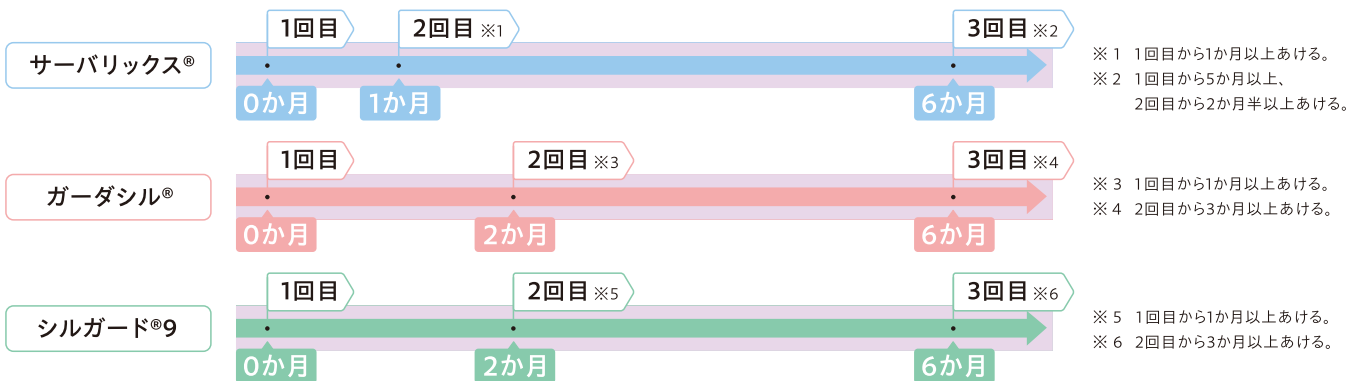 1回目
2回目 ※1
3回目 ※2
サーバリックス®
0か月
1か月
6か月
※1 1回目から1か月以上あける。
※2 1回目から5か月以上、
2回目から2か月半以上あける。
1回目
2回目 ※3
3回目 ※4
ガーダシル®
0か月
2か月
6か月
※3 1回目から1か月以上あける。
※4 2回目から3か月以上あける。
1回目
2回目 ※5
3回目 ※6
シルガード®9
0か月
2か月
6か月
※5 1回目から1か月以上あける。
※6 2回目から3か月以上あける。